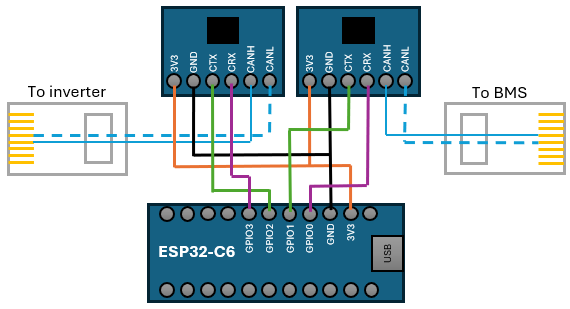 3V3
GND
CTX
CRX
CANH
CANL
3V3
GND
CTX
CRX
CANH
CANL
To inverter
To BMS
ESP32-C6
GPIO3
GPIO2
GPIO1
GPIO0
GND
3V3
USB